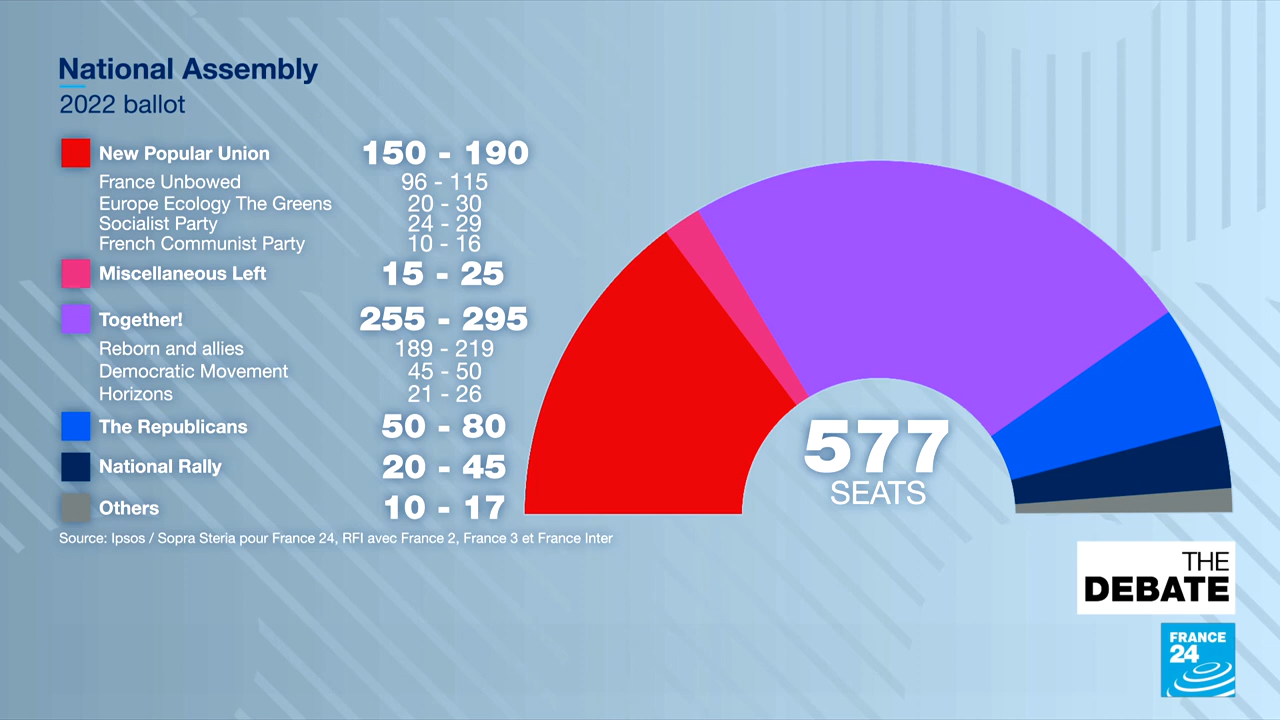 National Assembly
2022 ballot
New Popular Union 150 - 190
France Unbowed 96 - 115
Europe Ecology The Greens 20 - 30
Socialist Party 24 - 29
French Communist Party 10 - 16
Miscellaneous Left 15 - 25
Together! 255 - 295
Reborn and allies 189 - 219
Democratic Movement 45 - 50
Horizons 21 - 26
The Republicans 50 - 80
National Rally 20 - 45
Others 10 - 17
Source: Ipsos / Sopra Steria pour France 24, RFI avec France 2, France 3 et France Inter
577
SEATS
THE
DEBATE
FRANCE
24